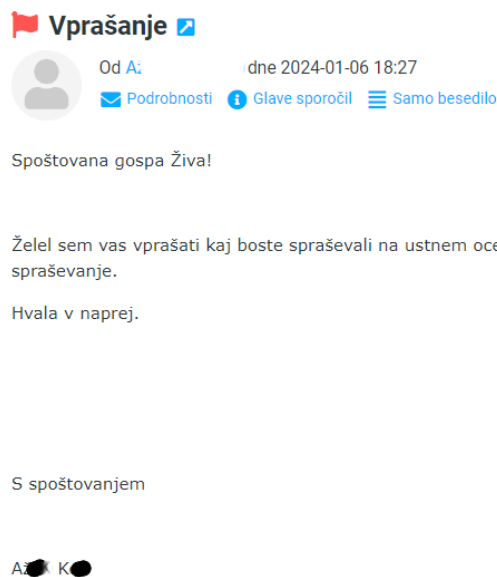 Vprašanje
Od dne 2024-01-06 18:27
Podrobnosti Glave sporočil Samo besedilo
Spoštovana gospa Živa!
Želel sem vas vprašati kaj boste spraševali na ustnem
spraševanje.
Hvala v naprej.
S spoštovanjem